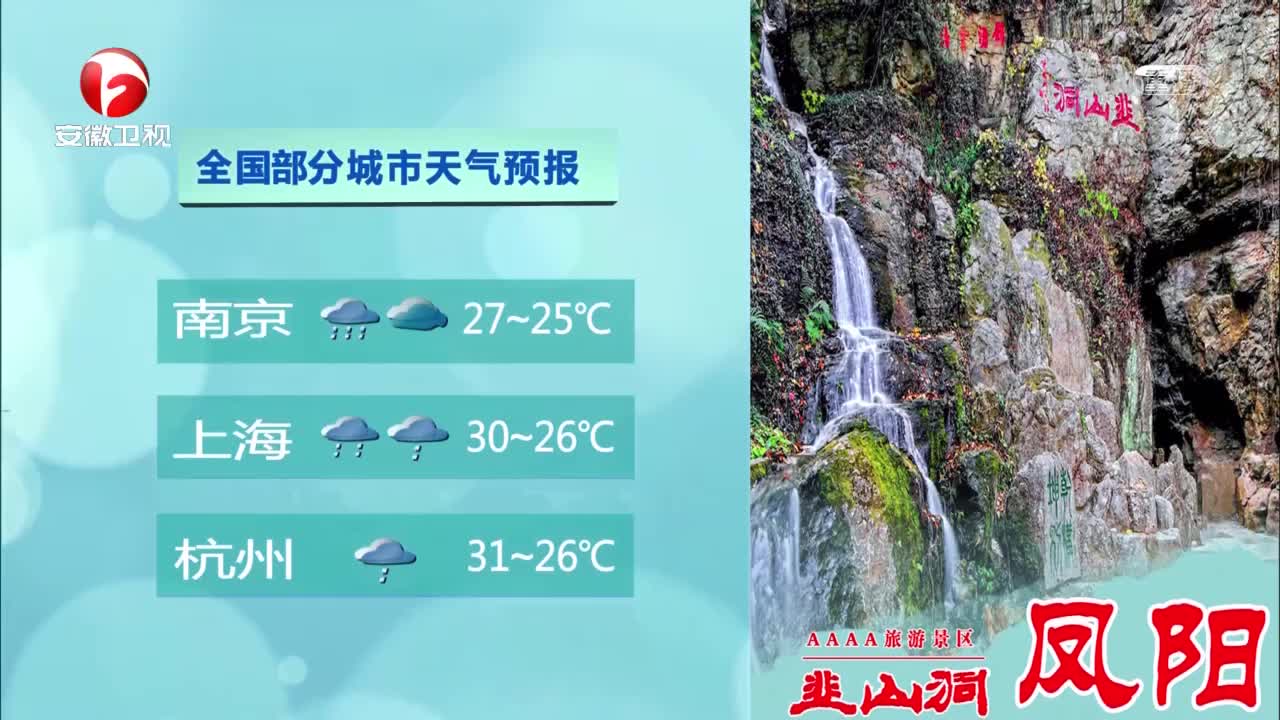 安徽卫视
全国部分城市天气预报
南京 27~25℃
上海 30~26℃
杭州 31~26℃
韭山洞
AAAA旅游景区
韭山洞
凤阳